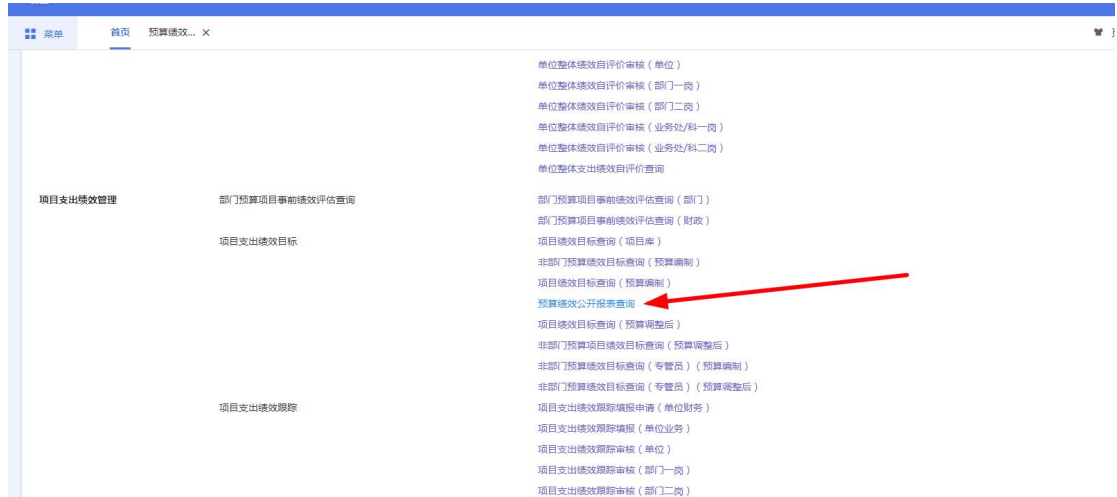 菜单 首页 预算绩效... ×
单位整体绩效自评价审核（单位）
单位整体绩效自评价审核（部门一岗）
单位整体绩效自评价审核（部门二岗）
单位整体绩效自评价审核（业务处/科一岗）
单位整体绩效自评价审核（业务处/科二岗）
单位整体支出绩效自评价查询
项目支出绩效管理 部门预算项目事前绩效评估查询 部门预算项目事前绩效评估查询（部门）
部门预算项目事前绩效评估查询（财政）
项目支出绩效目标 项目绩效目标查询（项目库）
非部门预算绩效目标查询（预算编制）
项目绩效目标查询（预算编制）
预算绩效公开报表查询
项目绩效目标查询（预算调整后）
非部门预算项目绩效目标查询（预算调整后）
非部门预算绩效目标查询（专管员）（预算编制）
非部门预算绩效目标查询（专管员）（预算调整后）
项目支出绩效跟踪 项目支出绩效跟踪填报申请（单位财务）
项目支出绩效跟踪填报（单位业务）
项目支出绩效跟踪审核（单位）
项目支出绩效跟踪审核（部门一岗）
项目支出绩效跟踪审核（部门二岗）